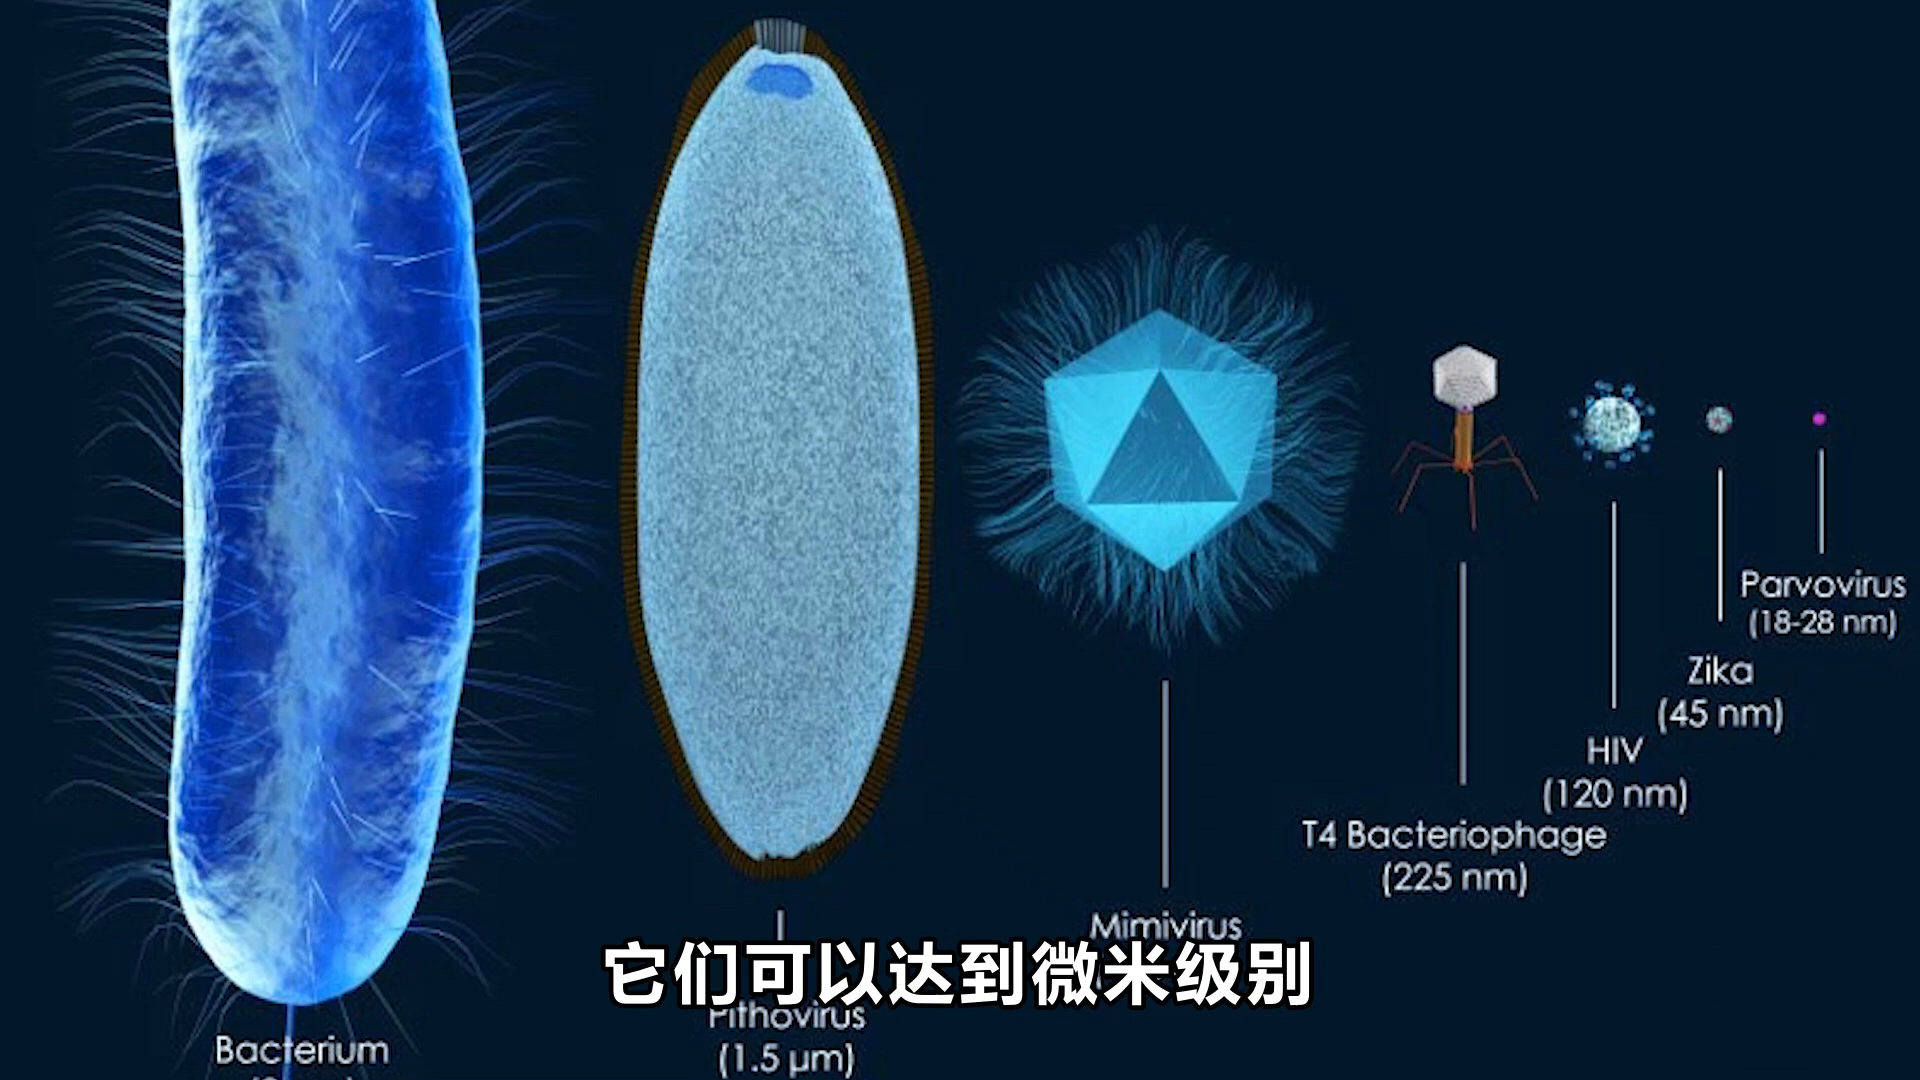 Parvovirus
(18-28 nm)
Zika
(45 nm)
HIV
(120 nm)
T4 Bacteriophage
(225 nm)
Mimivirus
它们可以达到微米级别
Pithovirus
(1.5 µm)
Bacterium